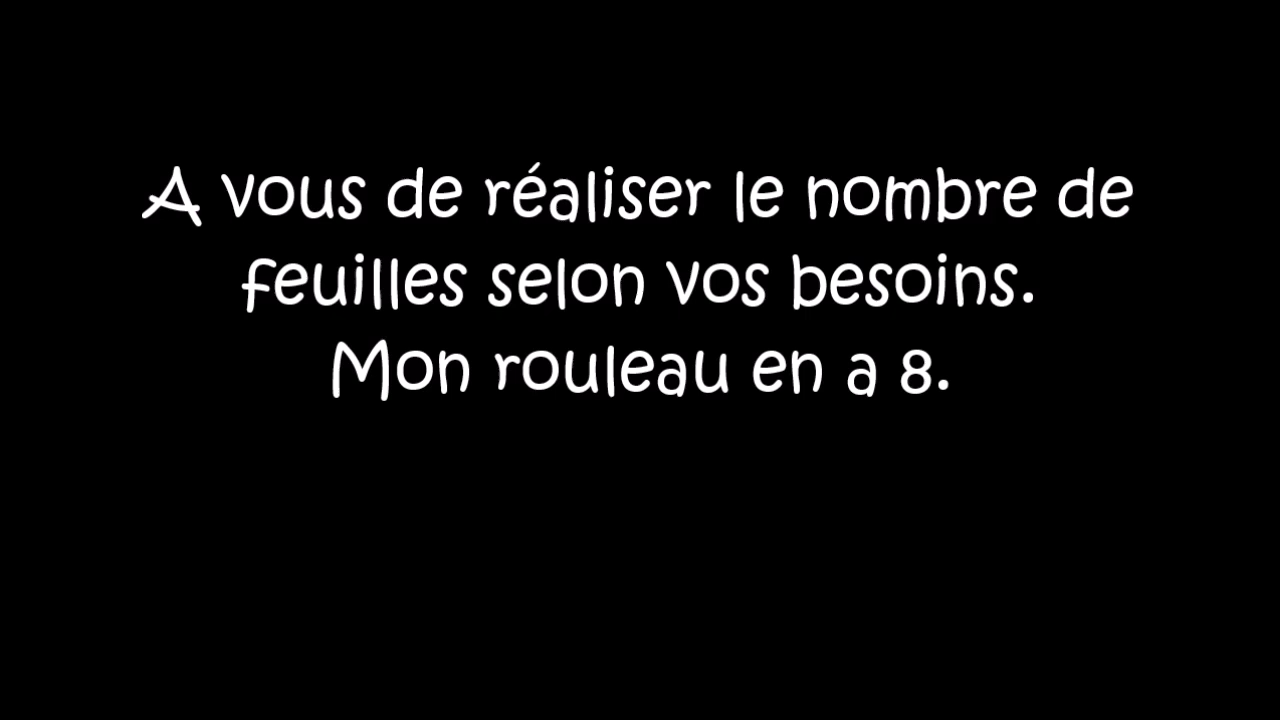 A vous de réaliser le nombre de
feuilles selon vos besoins.
Mon rouleau en a 8.